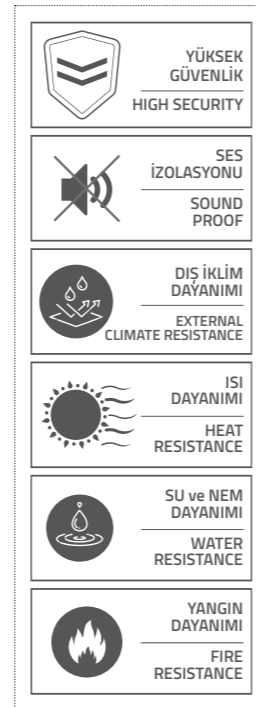 YÜKSEK
GÜVENLİK
HIGH SECURITY
SES
İZOLASYONU
SOUND
PROOF
DIŞ İKLİM
DAYANIMI
EXTERNAL
CLIMATE RESISTANCE
ISI
DAYANIMI
HEAT
RESISTANCE
SU ve NEM
DAYANIMI
WATER
RESISTANCE
YANGIN
DAYANIMI
FIRE
RESISTANCE